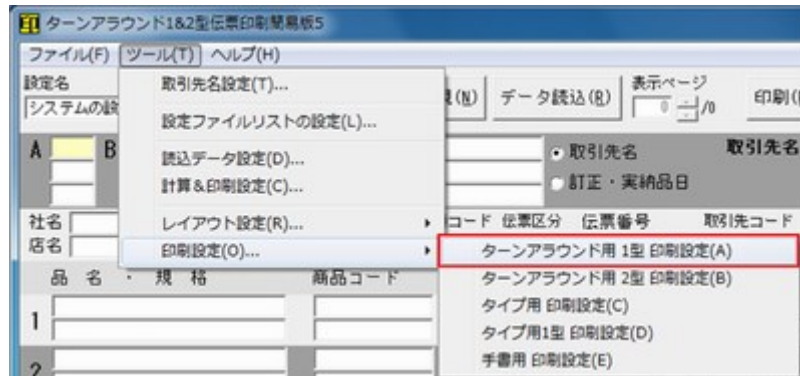 印 ターンアラウンド1&2型伝票印刷簡易版5
ファイル(F) ツール(T) ヘルプ(H)
設定名
システムの設
取引先名設定(T)...
設定ファイルリストの設定(L)...
読込データ設定(D)...
計算&印刷設定(C)...
レイアウト設定(R)...
印刷設定(O)...
(N) データ読込(R) 表示ページ 0 /0 印刷(
A B
取引先名 取引先名
訂正・実納品日
社名
店名
コード 伝票区分 伝票番号 取引先コード
ターンアラウンド用 1型 印刷設定(A)
ターンアラウンド用 2型 印刷設定(B)
タイプ用 印刷設定(C)
タイプ用1型 印刷設定(D)
手書用 印刷設定(E)
品 名 ・ 規 格 商品コード
1
2